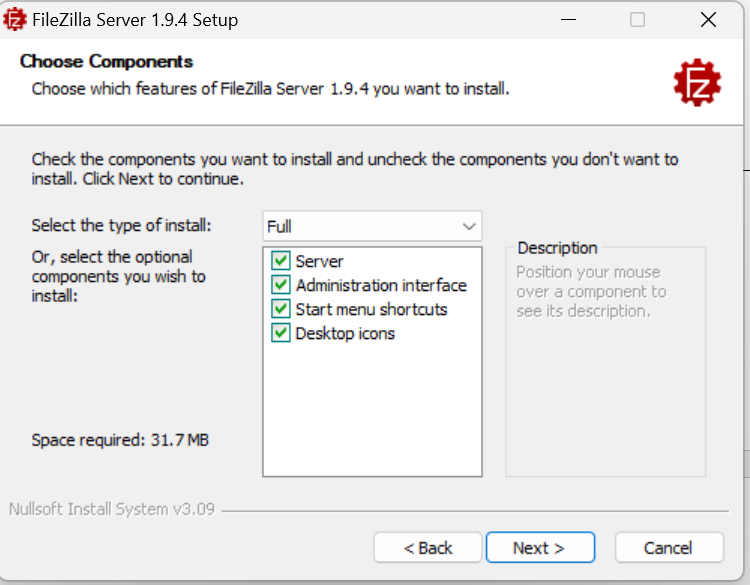 FileZilla Server 1.9.4 Setup
Choose Components
Choose which features of FileZilla Server 1.9.4 you want to install.
Check the components you want to install and uncheck the components you don't want to
install. Click Next to continue.
Select the type of install:
Full
Or, select the optional
components you wish to
install:
Server
Administration interface
Start menu shortcuts
Desktop icons
Description
Position your mouse
over a component to
see its description.
Space required: 31.7 MB
Nullsoft Install System v3.09
< Back
Next >
Cancel